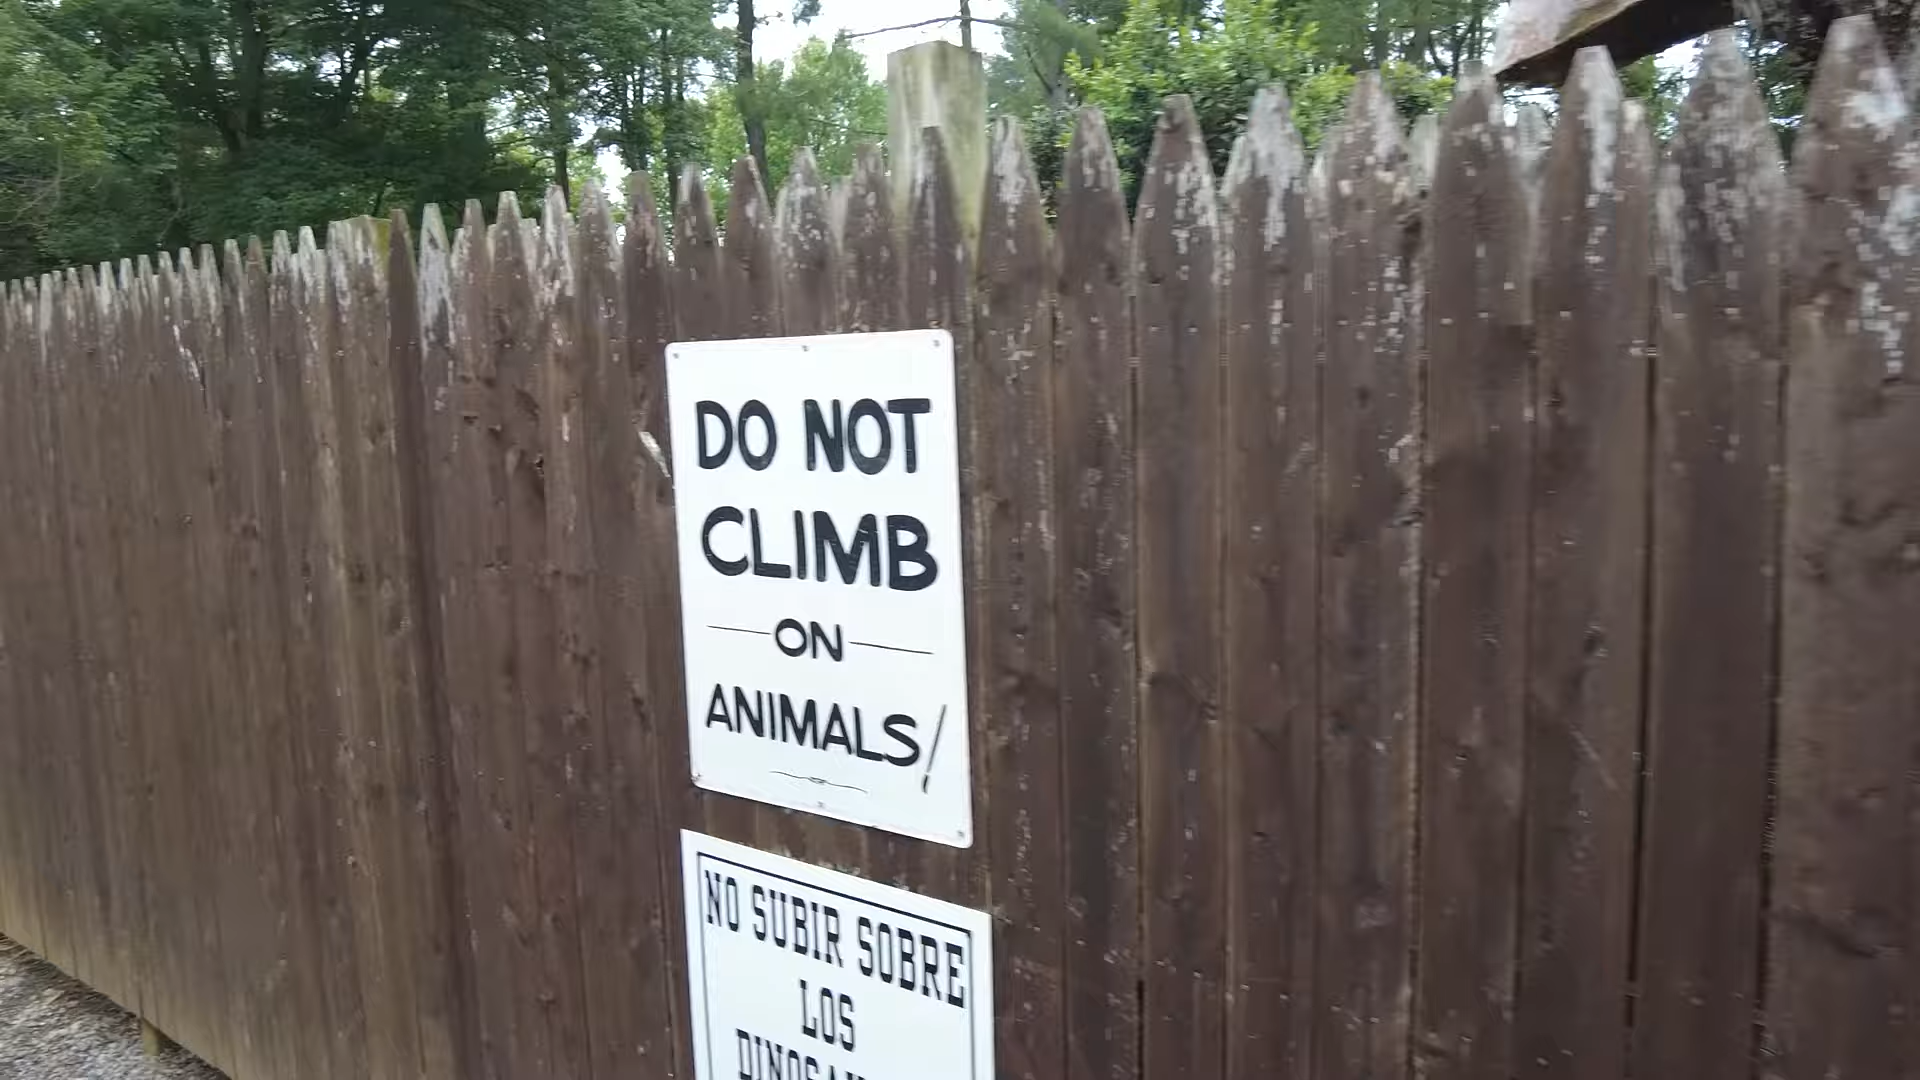 DO NOT
CLIMB
ON
ANIMALS!
NO SUBIR SOBRE
LOS